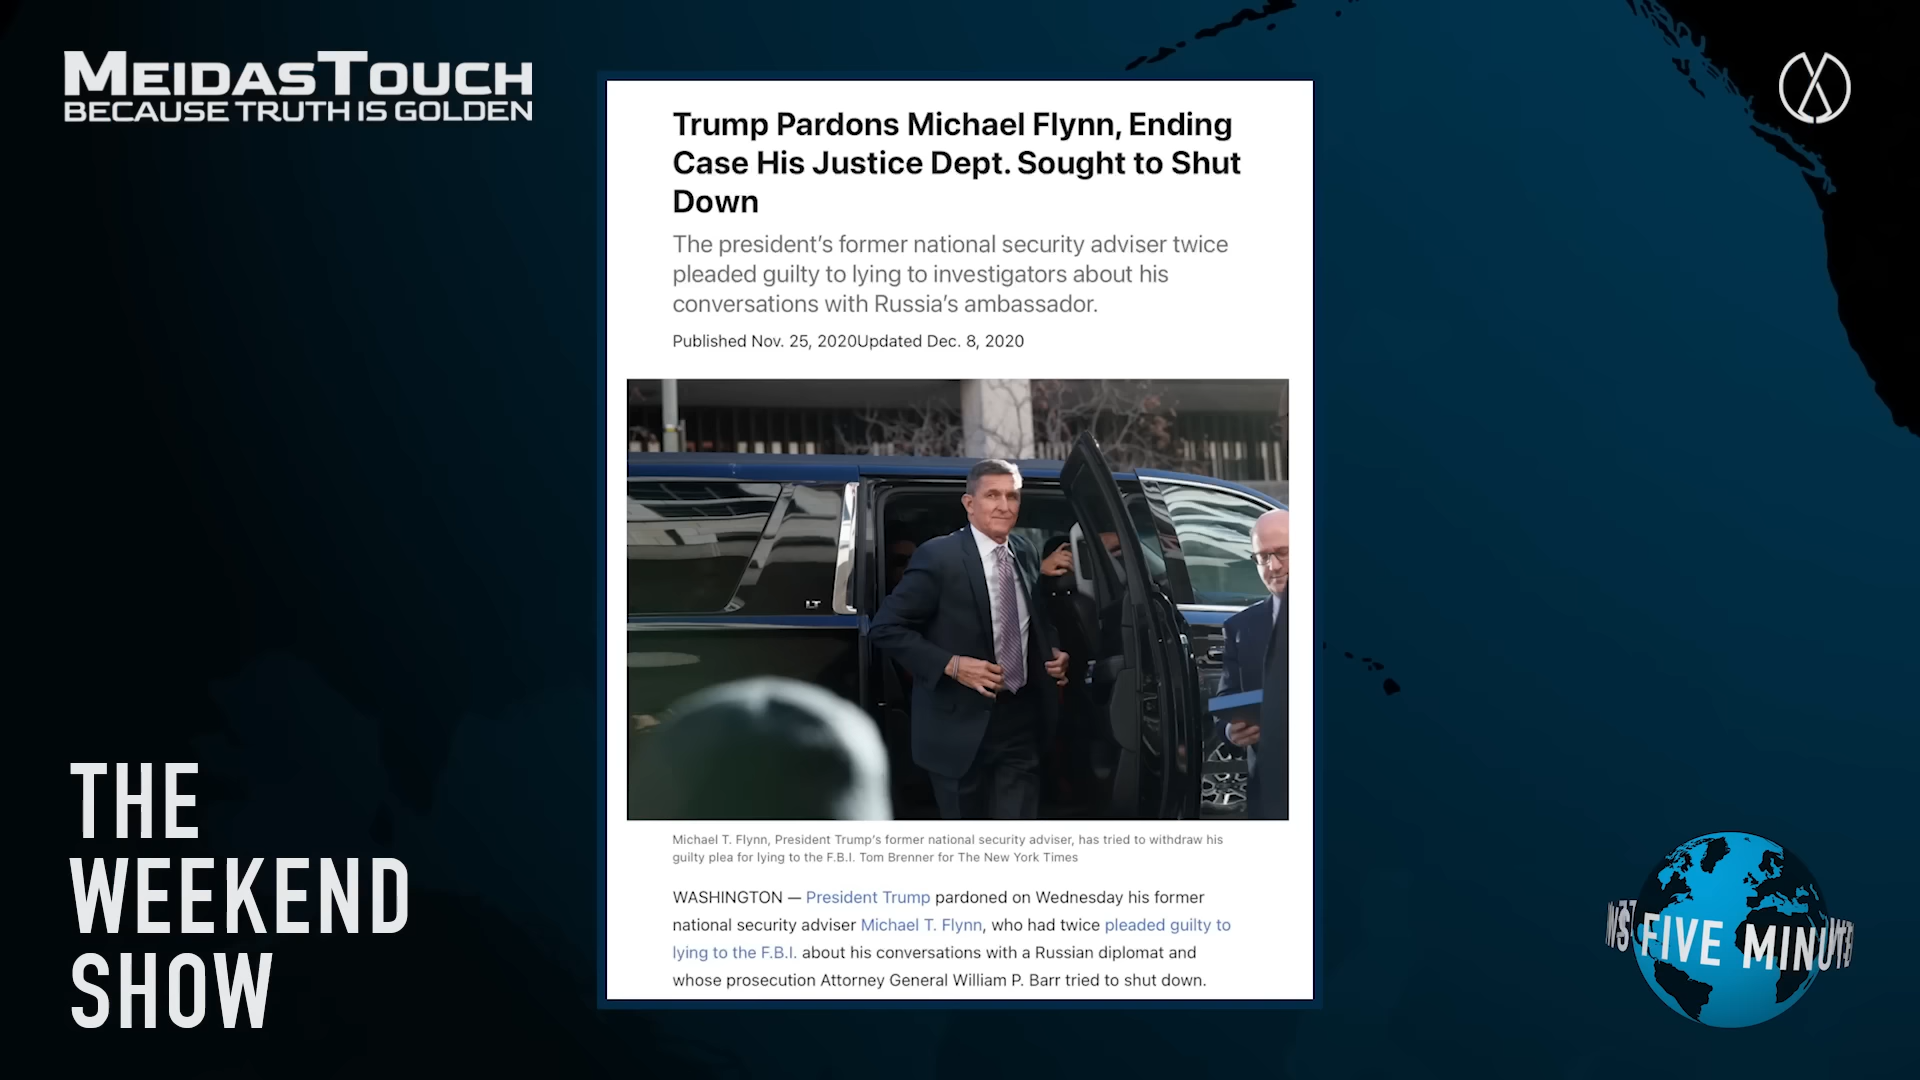 MEIDASTOUCH
BECAUSE TRUTH IS GOLDEN
Trump Pardons Michael Flynn, Ending
Case His Justice Dept. Sought to Shut
Down
The president's former national security adviser twice
pleaded guilty to lying to investigators about his
conversations with Russia's ambassador.
Published Nov. 25, 2020Updated Dec. 8, 2020
LT
Michael T. Flynn, President Trump's former national security adviser, has tried to withdraw his
guilty plea for lying to the F.B.I. Tom Brenner for The New York Times
WASHINGTON — President Trump pardoned on Wednesday his former
national security adviser Michael T. Flynn, who had twice pleaded guilty to
lying to the F.B.I. about his conversations with a Russian diplomat and
whose prosecution Attorney General William P. Barr tried to shut down.
THE
WEEKEND
SHOW
FIVE MINUTE